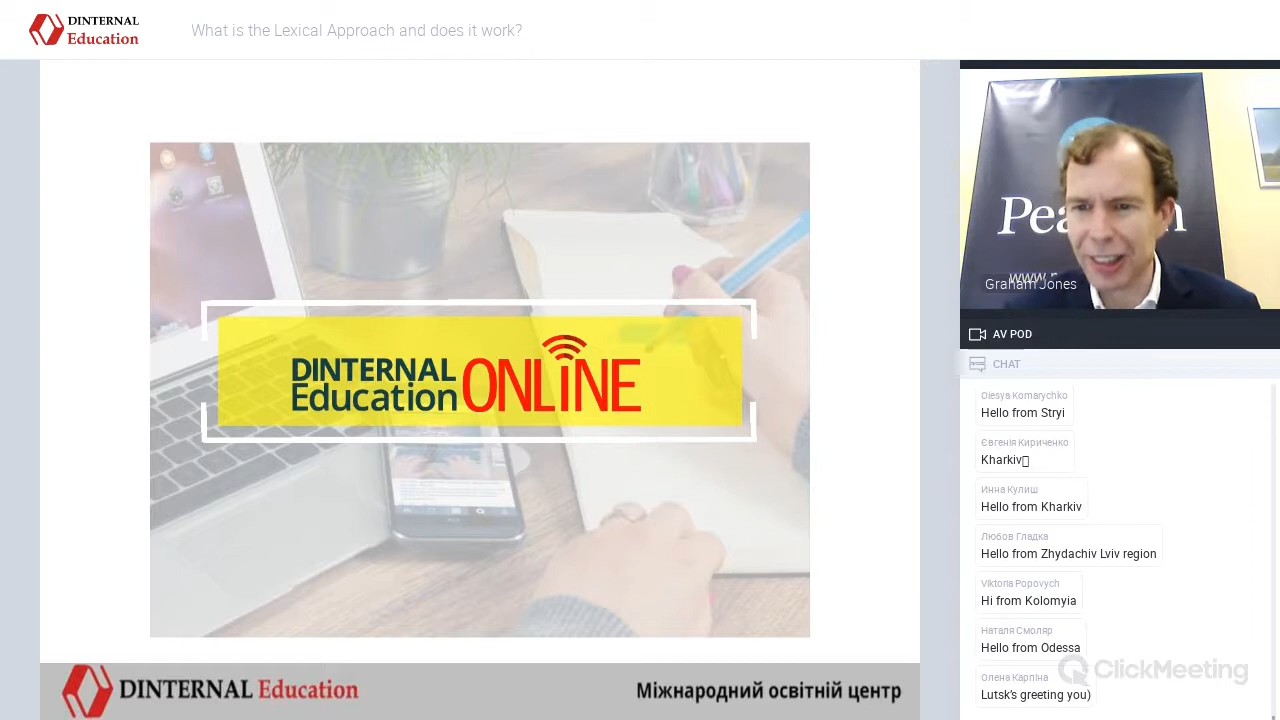 DINTERNAL
Education
What is the Lexical Approach and does it work?
DINTERNAL
Education ONLINE
DINTERNAL Education
Міжнародний освітній центр
Graham Jones
AV POD
CHAT
Olesya Komarychko
Hello from Stryi
Євгенія Кириченко
Kharkiv
Инна Кулиш
Hello from Kharkiv
Любов Гладка
Hello from Zhydachiv Lviv region
Viktoria Popovych
Hi from Kolomyia
Наталя Смоляр
Hello from Odessa
Олена Карпіна
Lutsk's greeting you)
ClickMeeting